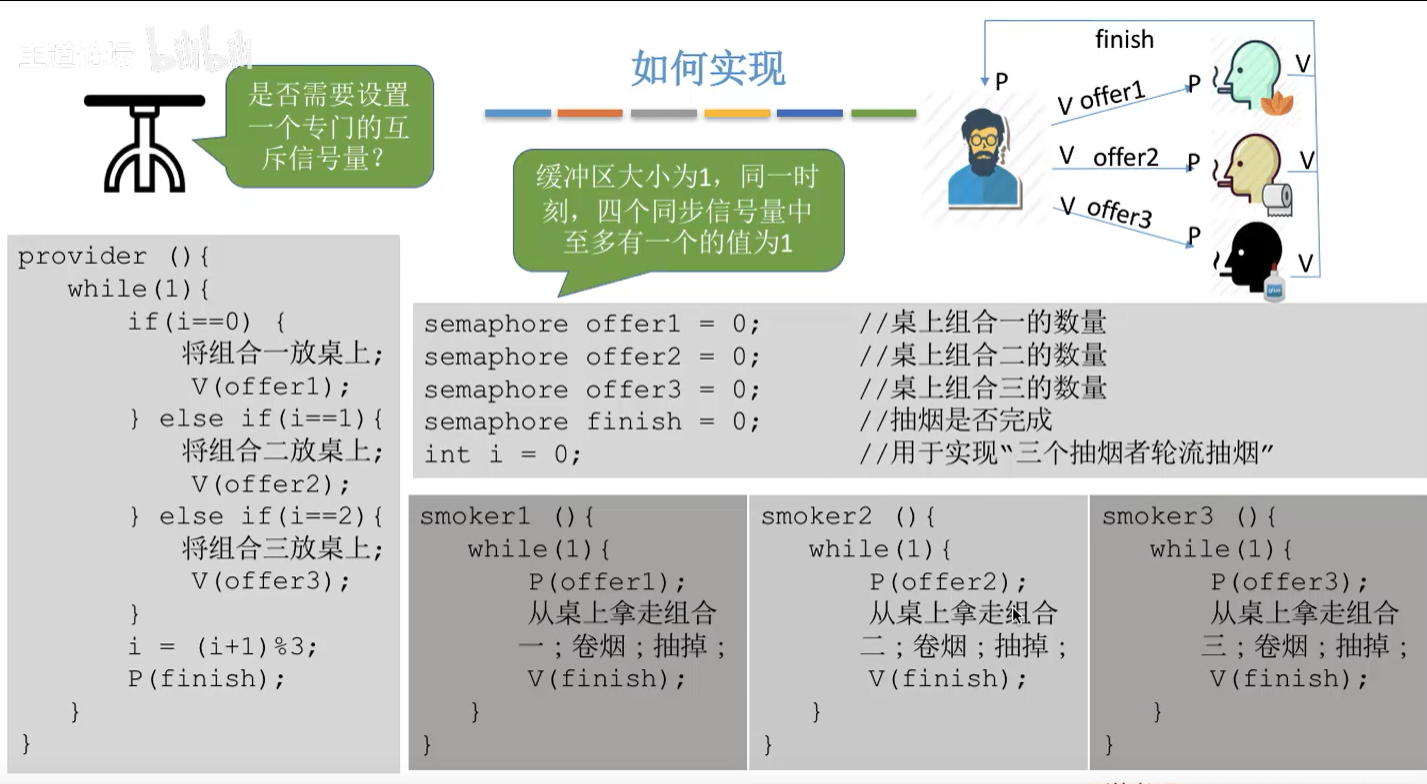 王道论坛 bilibili
如何实现
是否需要设置
一个专门的互
斥信号量？
缓冲区大小为1，同一时
刻，四个同步信号量中
至多有一个的值为1
finish
P
V offer1
P
V
V offer2
P
V
V offer3
P
V
glue
provider (){
while(1){
if(i==0) {
将组合一放桌上;
V(offer1);
} else if(i==1){
将组合二放桌上;
V(offer2);
} else if(i==2){
将组合三放桌上;
V(offer3);
}
i = (i+1)%3;
P(finish);
}
}
semaphore offer1 = 0; //桌上组合一的数量
semaphore offer2 = 0; //桌上组合二的数量
semaphore offer3 = 0; //桌上组合三的数量
semaphore finish = 0; //抽烟是否完成
int i = 0; //用于实现“三个抽烟者轮流抽烟”
smoker1 (){
while(1){
P(offer1);
从桌上拿走组合
一；卷烟；抽掉；
V(finish);
}
}
smoker2 (){
while(1){
P(offer2);
从桌上拿走组合
二；卷烟；抽掉；
V(finish);
}
}
smoker3 (){
while(1){
P(offer3);
从桌上拿走组合
三；卷烟；抽掉；
V(finish);
}
}